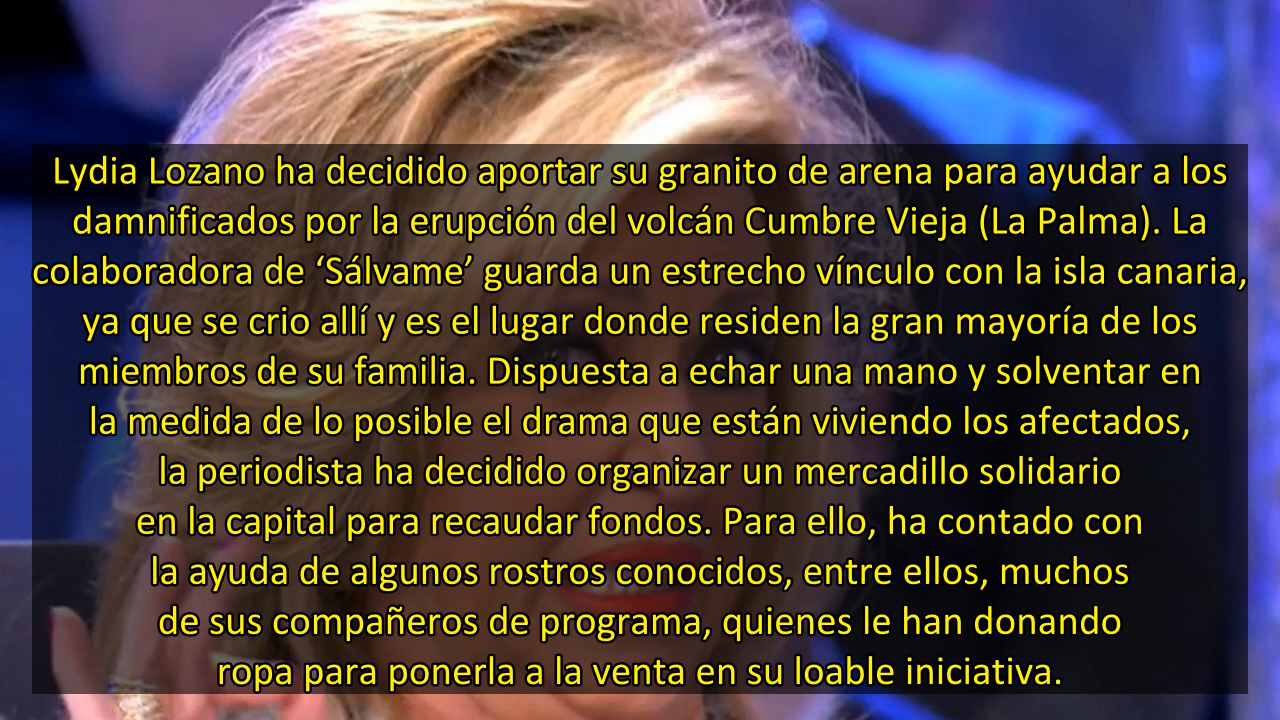 Lydia Lozano ha decidido aportar su granito de arena para ayudar a los
damnificados por la erupción del volcán Cumbre Vieja (La Palma). La
colaboradora de ‘Sálvame’ guarda un estrecho vínculo con la isla canaria,
ya que se crio allí y es el lugar donde residen la gran mayoría de los
miembros de su familia. Dispuesta a echar una mano y solventar en
la medida de lo posible el drama que están viviendo los afectados,
la periodista ha decidido organizar un mercadillo solidario
en la capital para recaudar fondos. Para ello, ha contado con
la ayuda de algunos rostros conocidos, entre ellos, muchos
de sus compañeros de programa, quienes le han donando
ropa para ponerla a la venta en su loable iniciativa.